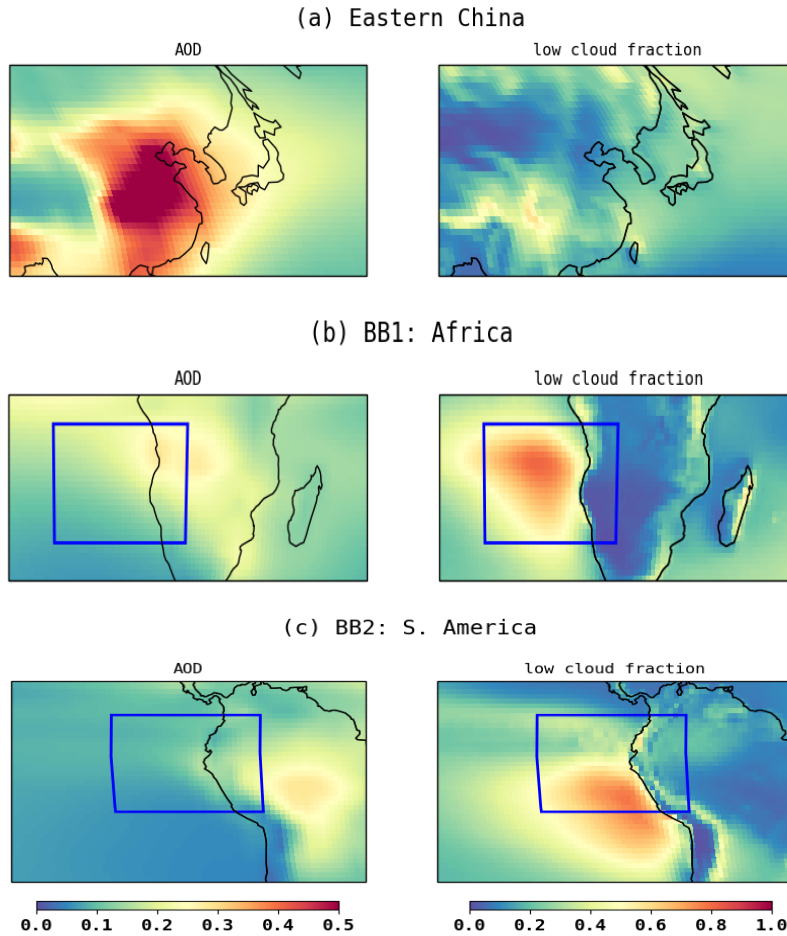 (a) Eastern China
AOD
low cloud fraction
(b) BB1: Africa
AOD
low cloud fraction
(c) BB2: S. America
AOD
low cloud fraction
0.0 0.1 0.2 0.3 0.4 0.5
0.0 0.2 0.4 0.6 0.8 1.0